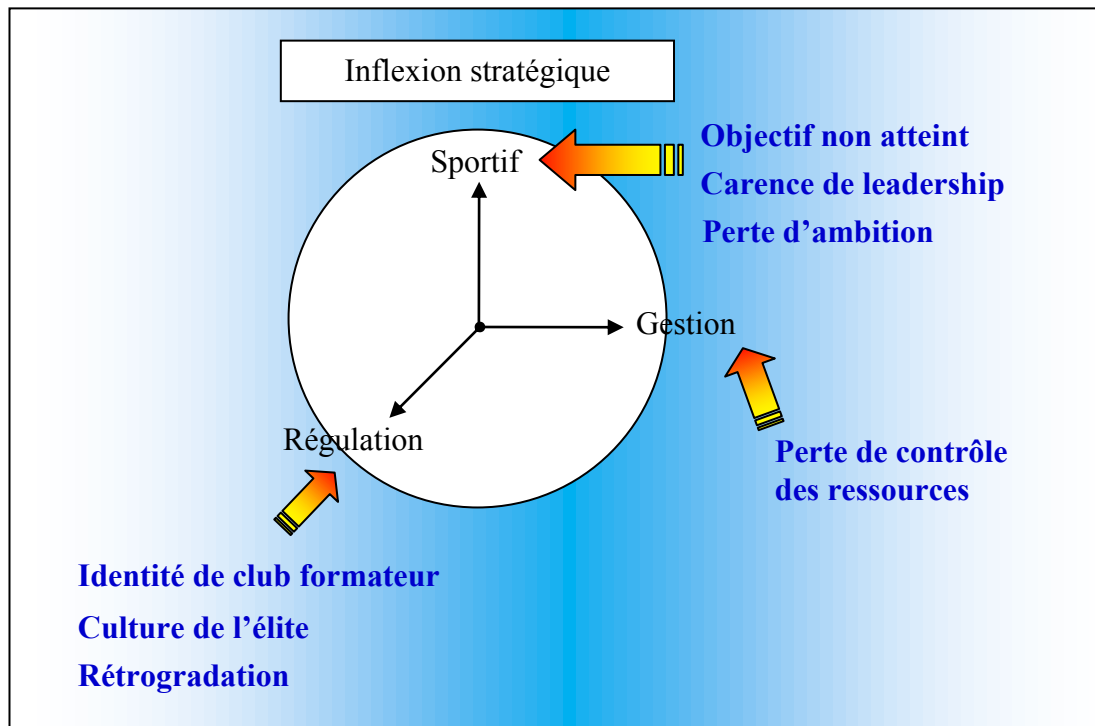 Inflexion stratégique
Sportif
Objectif non atteint
Carence de leadership
Perte d’ambition
Gestion
Régulation
Perte de contrôle
des ressources
Identité de club formateur
Culture de l’élite
Rétrogradation